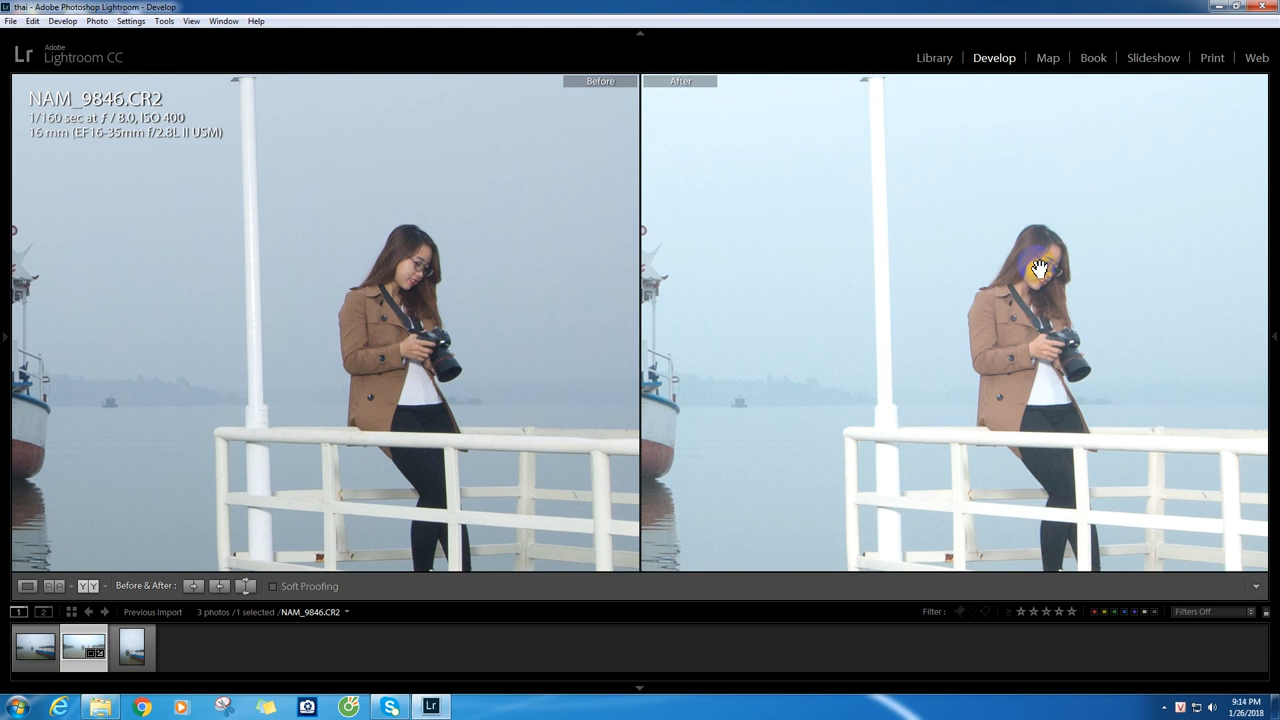 thai - Adobe Photoshop Lightroom - Develop
File Edit Develop Photo Settings Tools View Window Help
Lr Adobe Lightroom CC
Library Develop Map Book Slideshow Print Web
Before After
NAM_9846.CR2
1/160 sec at ƒ / 8.0, ISO 400
16 mm (EF16-35mm f/2.8L II USM)
Y Y Before & After : Soft Proofing
1 2 Previous Import 3 photos / 1 selected / NAM_9846.CR2 Filter : Filters Off
V 9:14 PM
1/26/2018
Lr